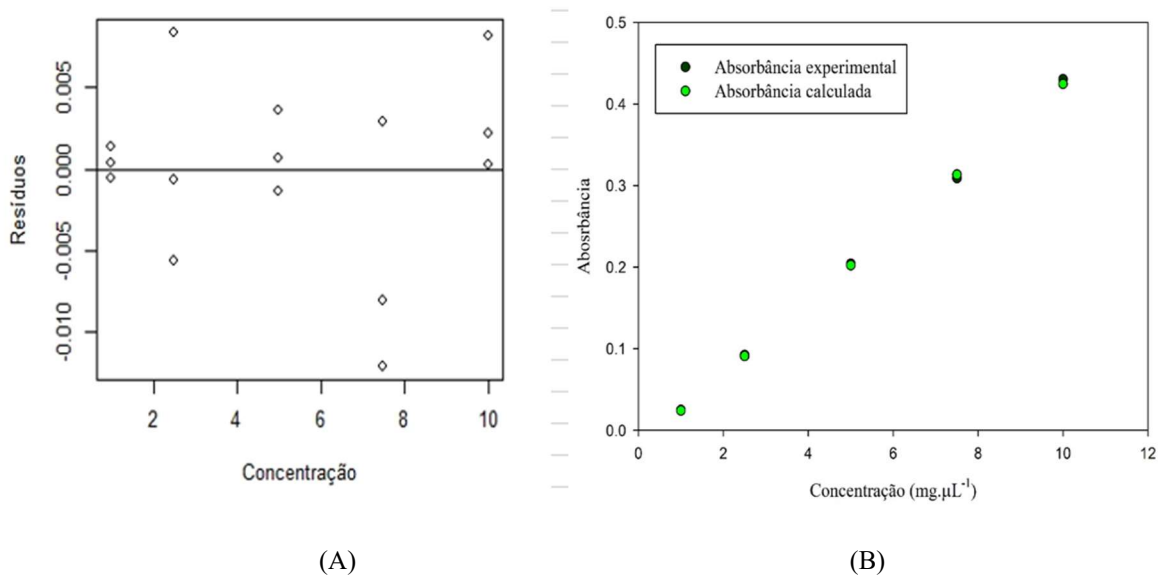 Resíduos
0.005
0.000
-0.005
-0.010
2
4
6
8
10
Concentração
(A)
Absorbância experimental
Absorbância calculada
Abosrbância
0.5
0.4
0.3
0.2
0.1
0.0
0
2
4
6
8
10
12
Concentração (mg.µL⁻¹)
(B)